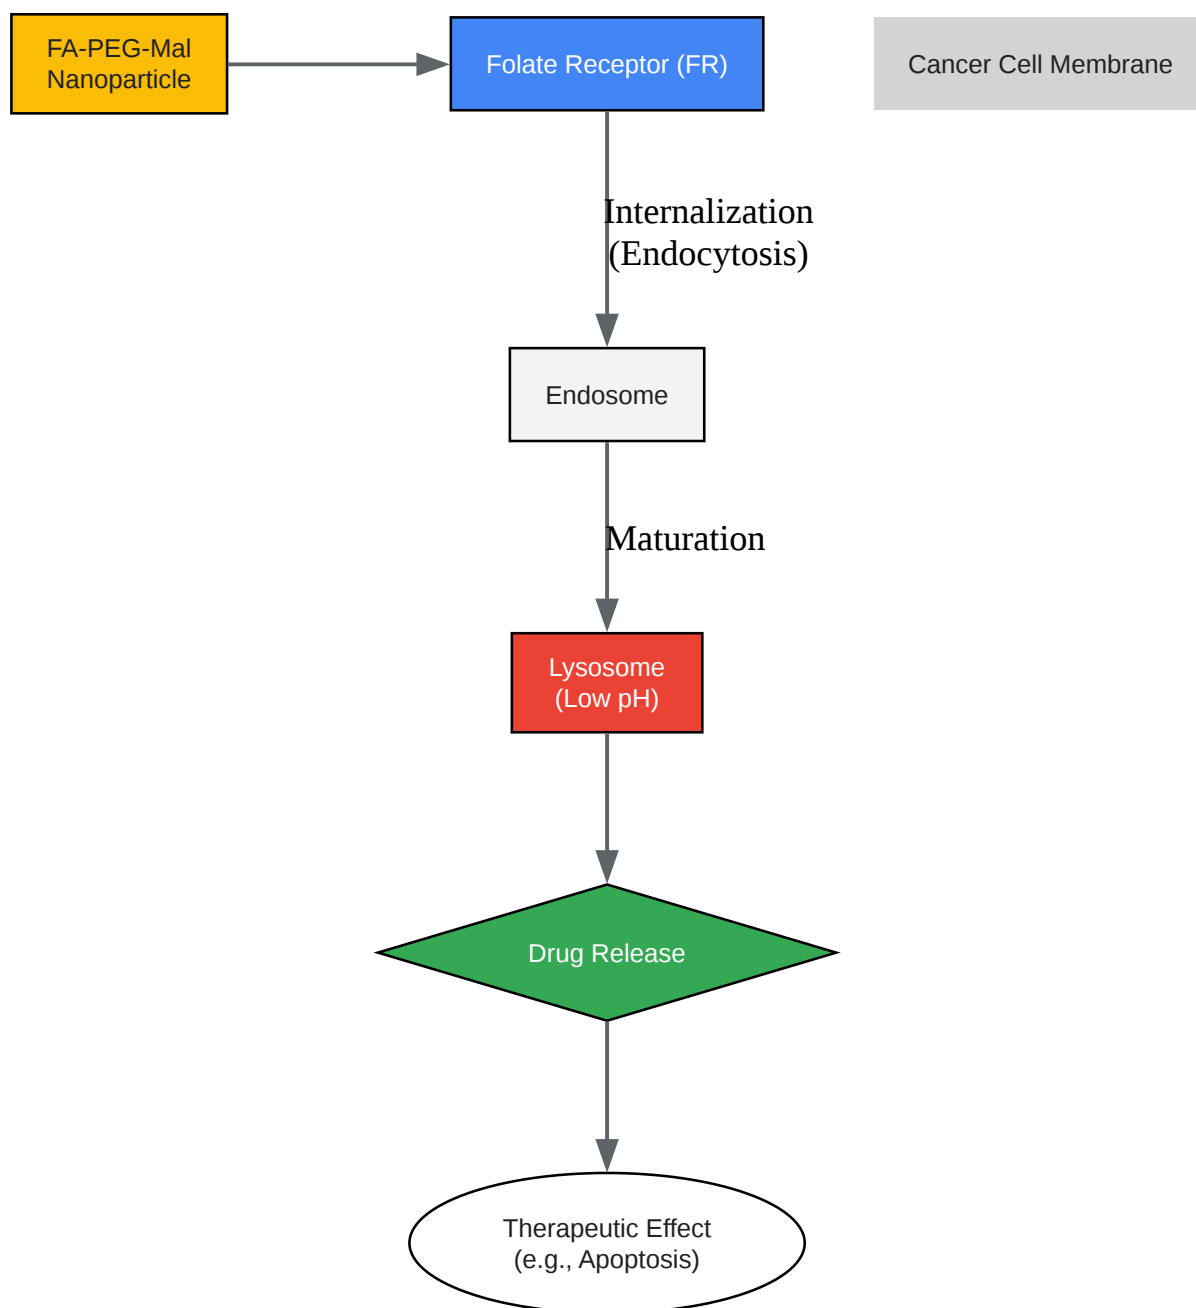 FA-PEG-Mal
Nanoparticle
Folate Receptor (FR)
Cancer Cell Membrane
Internalization
(Endocytosis)
Endosome
Maturation
Lysosome
(Low pH)
Drug Release
Therapeutic Effect
(e.g., Apoptosis)